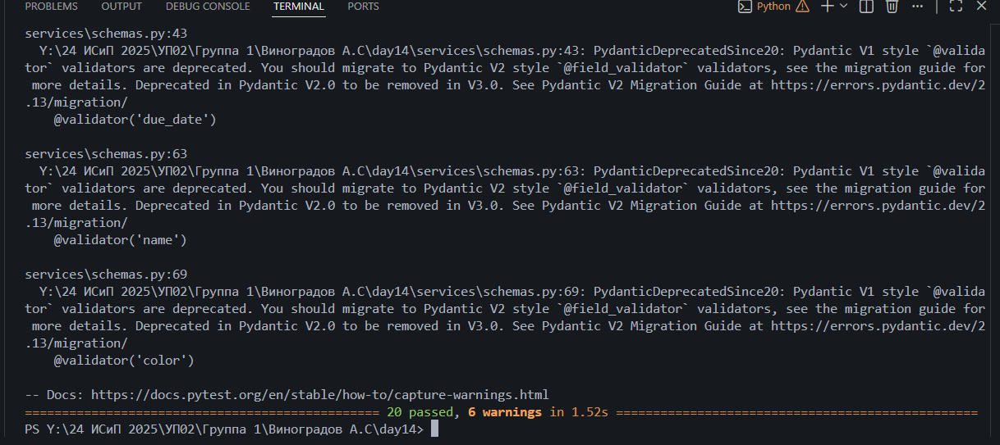 PROBLEMS OUTPUT DEBUG CONSOLE TERMINAL PORTS Python
services\schemas.py:43
Y:\24 ИСиП 2025\УП02\Группа 1\Виноградов А.С\day14\services\schemas.py:43: PydanticDeprecatedSince20: Pydantic V1 style `@valida
tor` validators are deprecated. You should migrate to Pydantic V2 style `@field_validator` validators, see the migration guide for
more details. Deprecated in Pydantic V2.0 to be removed in V3.0. See Pydantic V2 Migration Guide at https://errors.pydantic.dev/2
.13/migration/
@validator('due_date')
services\schemas.py:63
Y:\24 ИСиП 2025\УП02\Группа 1\Виноградов А.С\day14\services\schemas.py:63: PydanticDeprecatedSince20: Pydantic V1 style `@valida
tor` validators are deprecated. You should migrate to Pydantic V2 style `@field_validator` validators, see the migration guide for
more details. Deprecated in Pydantic V2.0 to be removed in V3.0. See Pydantic V2 Migration Guide at https://errors.pydantic.dev/2
.13/migration/
@validator('name')
services\schemas.py:69
Y:\24 ИСиП 2025\УП02\Группа 1\Виноградов А.С\day14\services\schemas.py:69: PydanticDeprecatedSince20: Pydantic V1 style `@valida
tor` validators are deprecated. You should migrate to Pydantic V2 style `@field_validator` validators, see the migration guide for
more details. Deprecated in Pydantic V2.0 to be removed in V3.0. See Pydantic V2 Migration Guide at https://errors.pydantic.dev/2
.13/migration/
@validator('color')
-- Docs: https://docs.pytest.org/en/stable/how-to/capture-warnings.html
================================================ 20 passed, 6 warnings in 1.52s =================================================
PS Y:\24 ИСиП 2025\УП02\Группа 1\Виноградов А.С\day14>